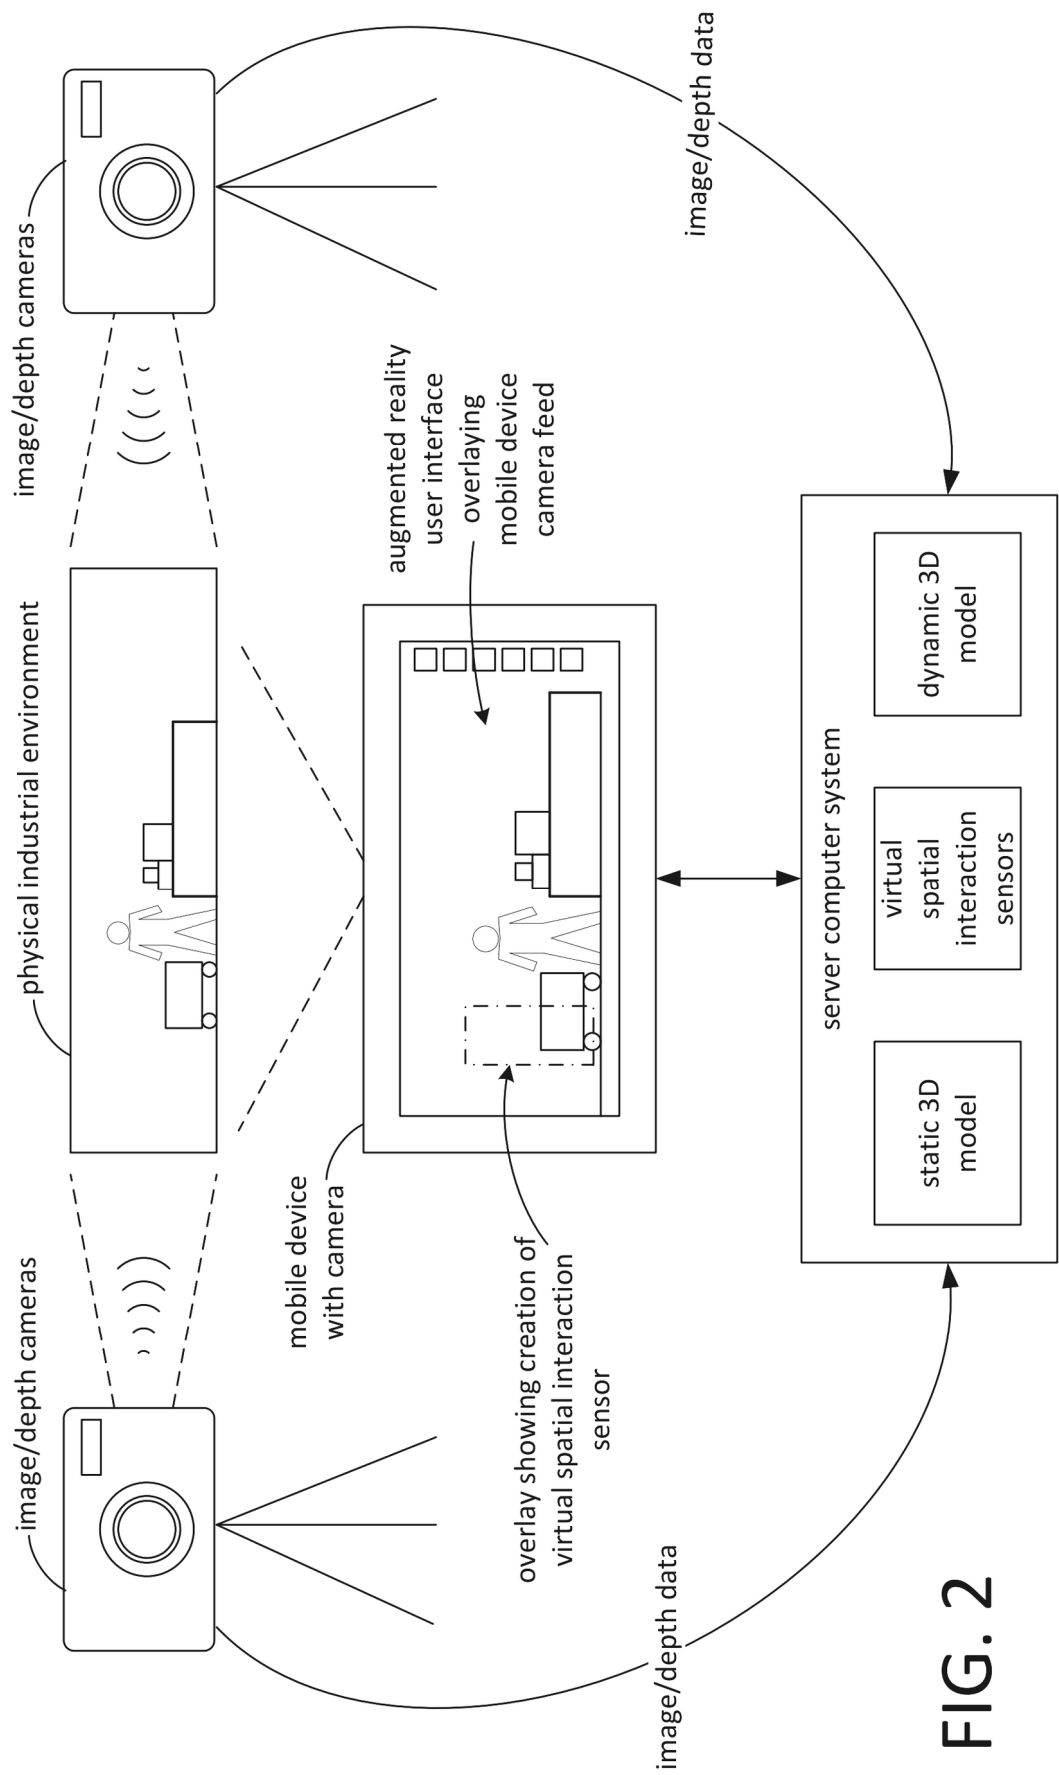 image/depth cameras
physical industrial environment
image/depth cameras
mobile device
with camera
augmented reality
user interface
overlaying
mobile device
camera feed
overlay showing creation of
virtual spatial interaction
sensor
image/depth data
image/depth data
server computer system
static 3D
model
virtual
spatial
interaction
sensors
dynamic 3D
model
FIG. 2